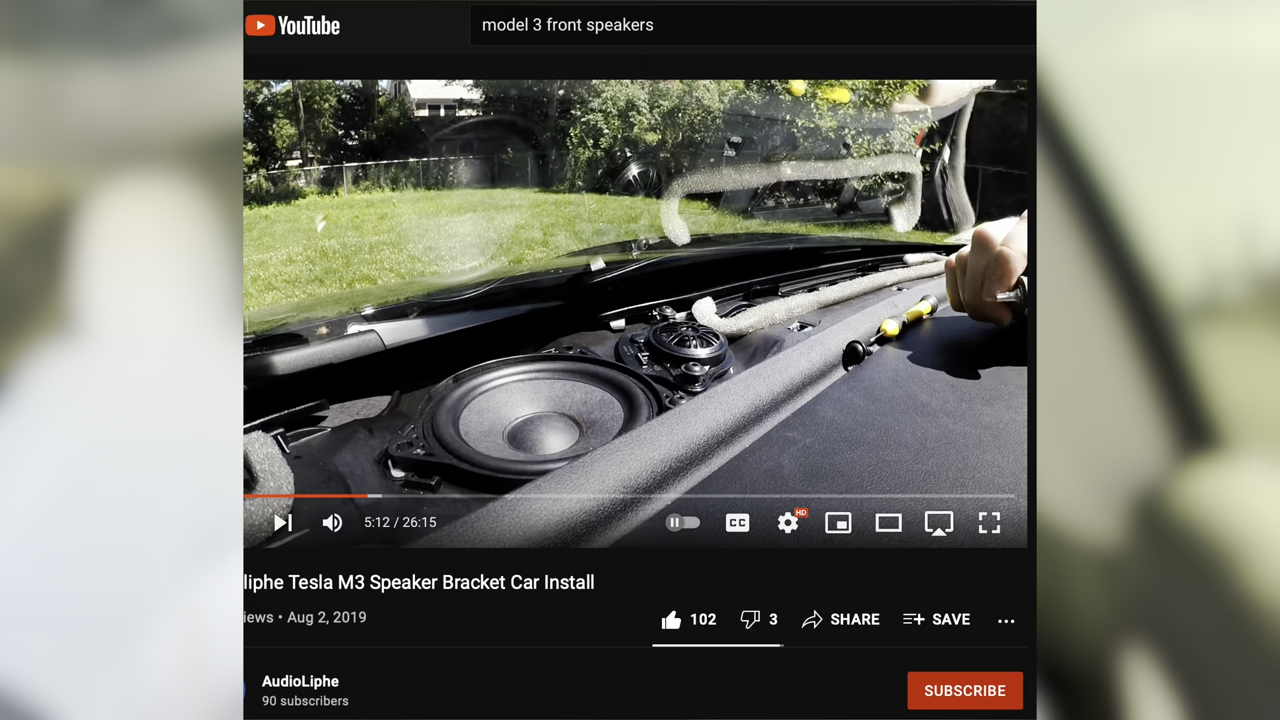 YouTube
model 3 front speakers
5:12 / 26:15
CC
HD
liphe Tesla M3 Speaker Bracket Car Install
iews • Aug 2, 2019
102
3
SHARE
SAVE
AudioLiphe
90 subscribers
SUBSCRIBE